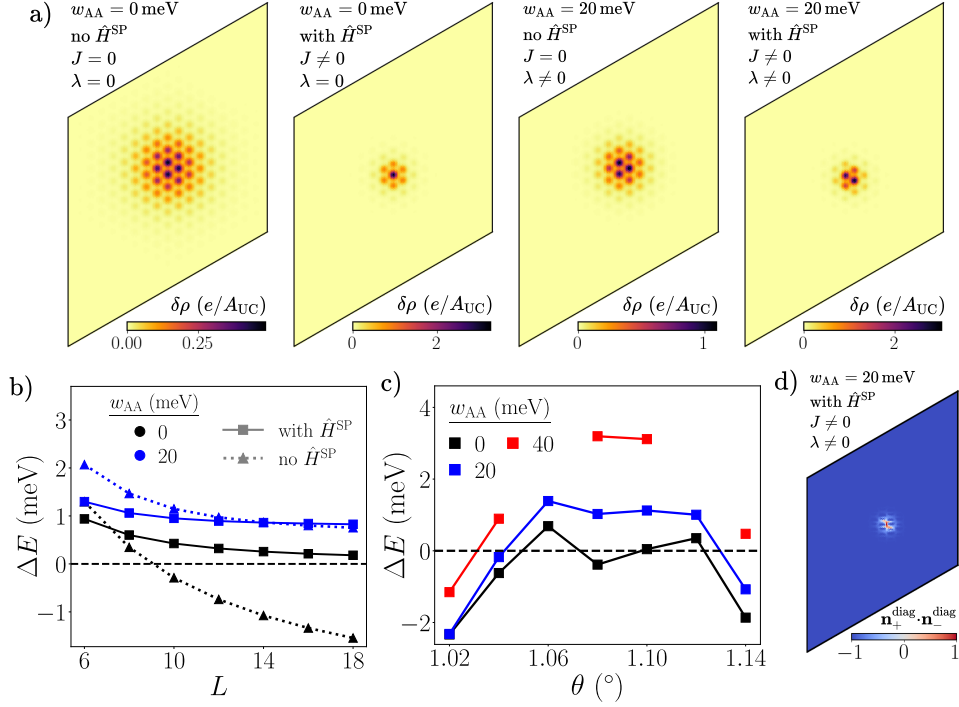 a)
w_AA = 0 meV
no Ĥ^SP
J = 0
λ = 0
δρ (e/A_UC)
0.00 0.25
w_AA = 0 meV
with Ĥ^SP
J ≠ 0
λ = 0
δρ (e/A_UC)
0 2
w_AA = 20 meV
no Ĥ^SP
J = 0
λ ≠ 0
δρ (e/A_UC)
0 1
w_AA = 20 meV
with Ĥ^SP
J ≠ 0
λ ≠ 0
δρ (e/A_UC)
0 2
b)
w_AA (meV)
0
20
with Ĥ^SP
no Ĥ^SP
3
2
1
0
−1
ΔE (meV)
6 10 14 18
L
c)
w_AA (meV)
0 40
20
4
2
0
−2
ΔE (meV)
1.02 1.06 1.10 1.14
θ (°)
d)
w_AA = 20 meV
with Ĥ^SP
J ≠ 0
λ ≠ 0
n_+^diag · n_−^diag
−1 0 1